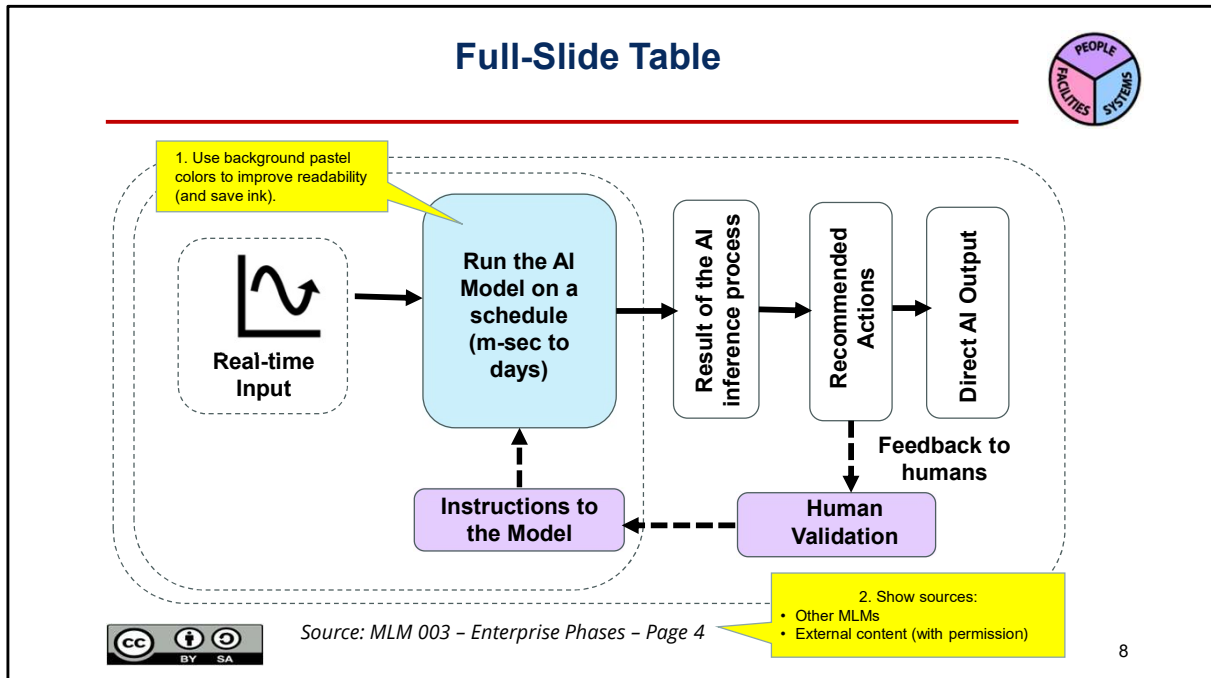 Full-Slide Table
PEOPLE
FACILITIES
SYSTEMS
1. Use background pastel
colors to improve readability
(and save ink).
Real-time
Input
Run the AI
Model on a
schedule
(m-sec to
days)
Result of the AI
inference process
Recommended
Actions
Direct AI Output
Feedback to
humans
Instructions to
the Model
Human
Validation
2. Show sources:
• Other MLMs
• External content (with permission)
cc
BY SA
Source: MLM 003 – Enterprise Phases – Page 4
8